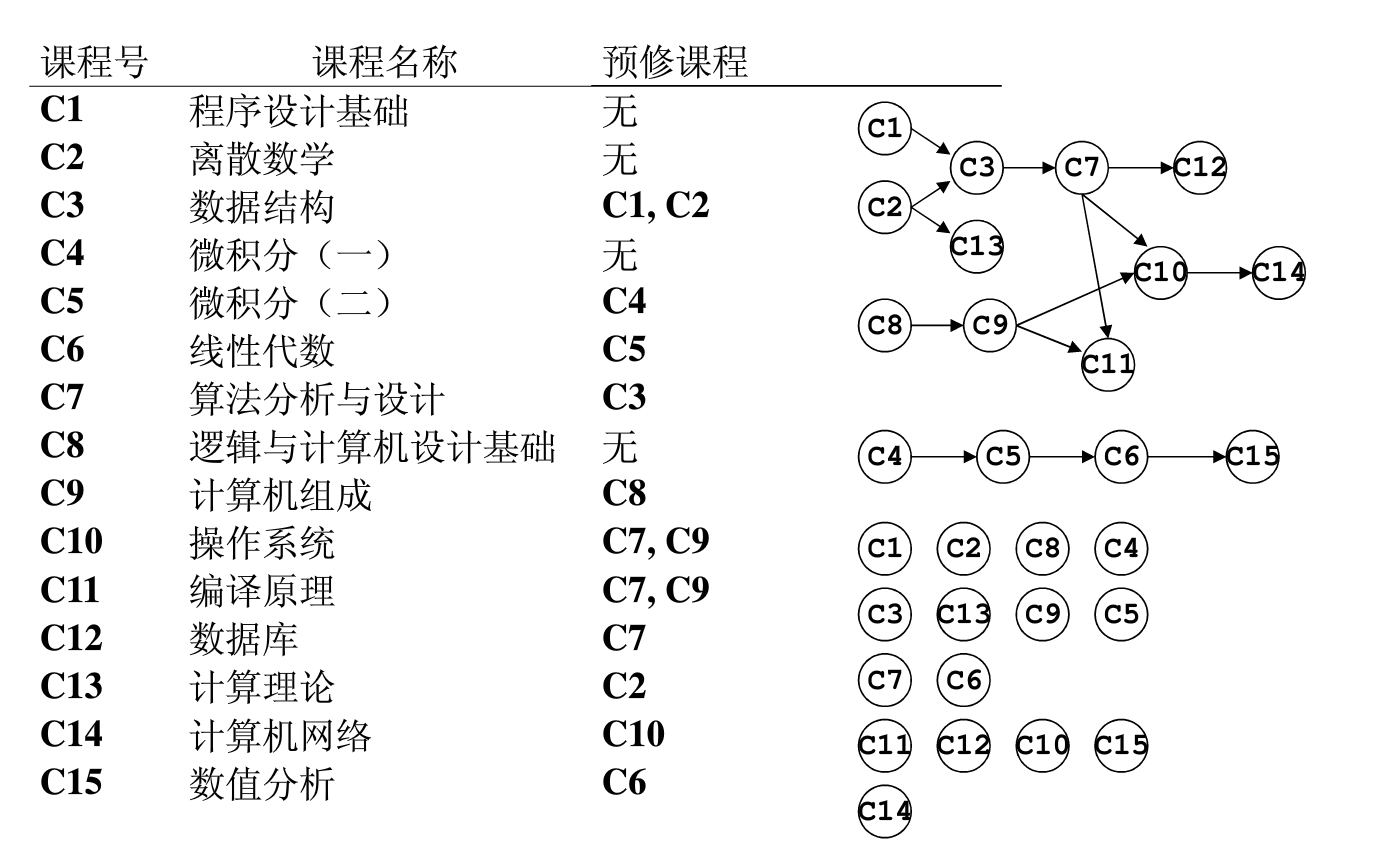 课程号 课程名称 预修课程
C1 程序设计基础 无
C2 离散数学 无
C3 数据结构 C1, C2
C4 微积分（一） 无
C5 微积分（二） C4
C6 线性代数 C5
C7 算法分析与设计 C3
C8 逻辑与计算机设计基础 无
C9 计算机组成 C8
C10 操作系统 C7, C9
C11 编译原理 C7, C9
C12 数据库 C7
C13 计算理论 C2
C14 计算机网络 C10
C15 数值分析 C6
C1
C3 C7 C12
C2
C13
C10 C14
C8 C9
C11
C4 C5 C6 C15
C1 C2 C8 C4
C3 C13 C9 C5
C7 C6
C11 C12 C10 C15
C14